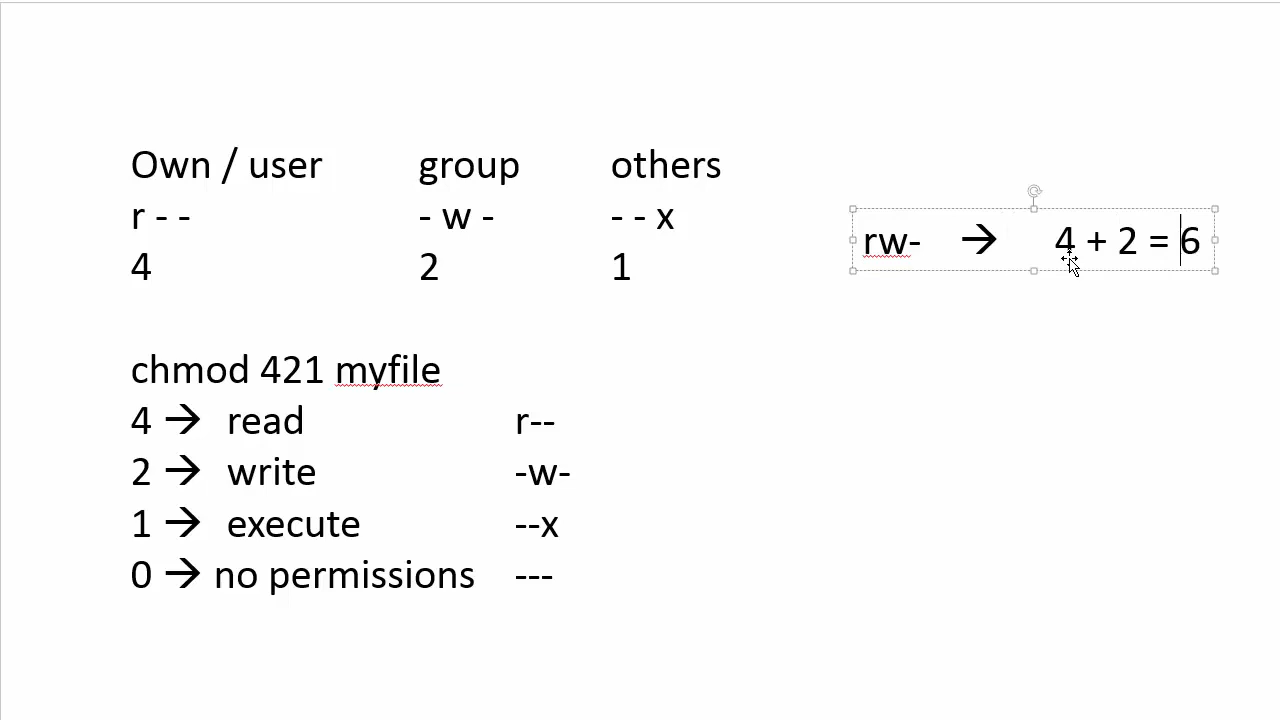 Own / user group others
r - - - w - - - x
4 2 1
rw- → 4 + 2 = 6
chmod 421 myfile
4 → read r--
2 → write -w-
1 → execute --x
0 → no permissions ---